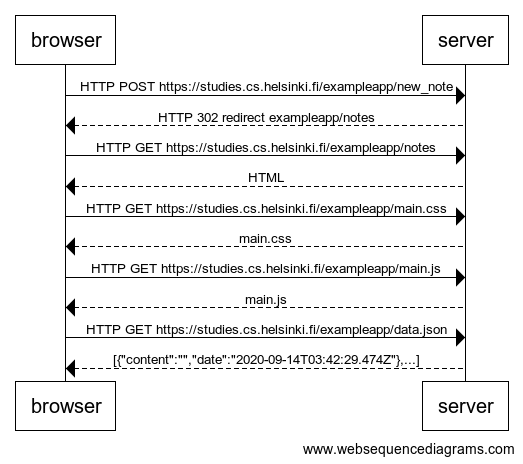 browser server
HTTP POST https://studies.cs.helsinki.fi/exampleapp/new_note
HTTP 302 redirect exampleapp/notes
HTTP GET https://studies.cs.helsinki.fi/exampleapp/notes
HTML
HTTP GET https://studies.cs.helsinki.fi/exampleapp/main.css
main.css
HTTP GET https://studies.cs.helsinki.fi/exampleapp/main.js
main.js
HTTP GET https://studies.cs.helsinki.fi/exampleapp/data.json
[{"content":"","date":"2020-09-14T03:42:29.474Z"},...]
browser server
www.websequencediagrams.com